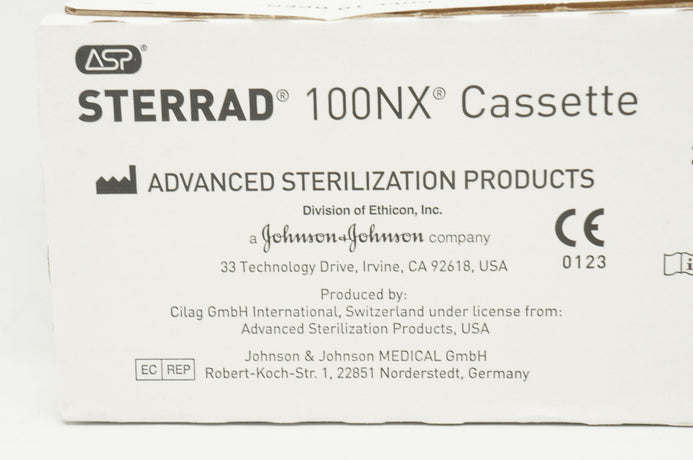 ASP®
STERRAD® 100NX® Cassette
ADVANCED STERILIZATION PRODUCTS
Division of Ethicon, Inc.
a Johnson&Johnson company
33 Technology Drive, Irvine, CA 92618, USA
CE
0123
Produced by:
Cilag GmbH International, Switzerland under license from:
Advanced Sterilization Products, USA
EC REP
Johnson & Johnson MEDICAL GmbH
Robert-Koch-Str. 1, 22851 Norderstedt, Germany